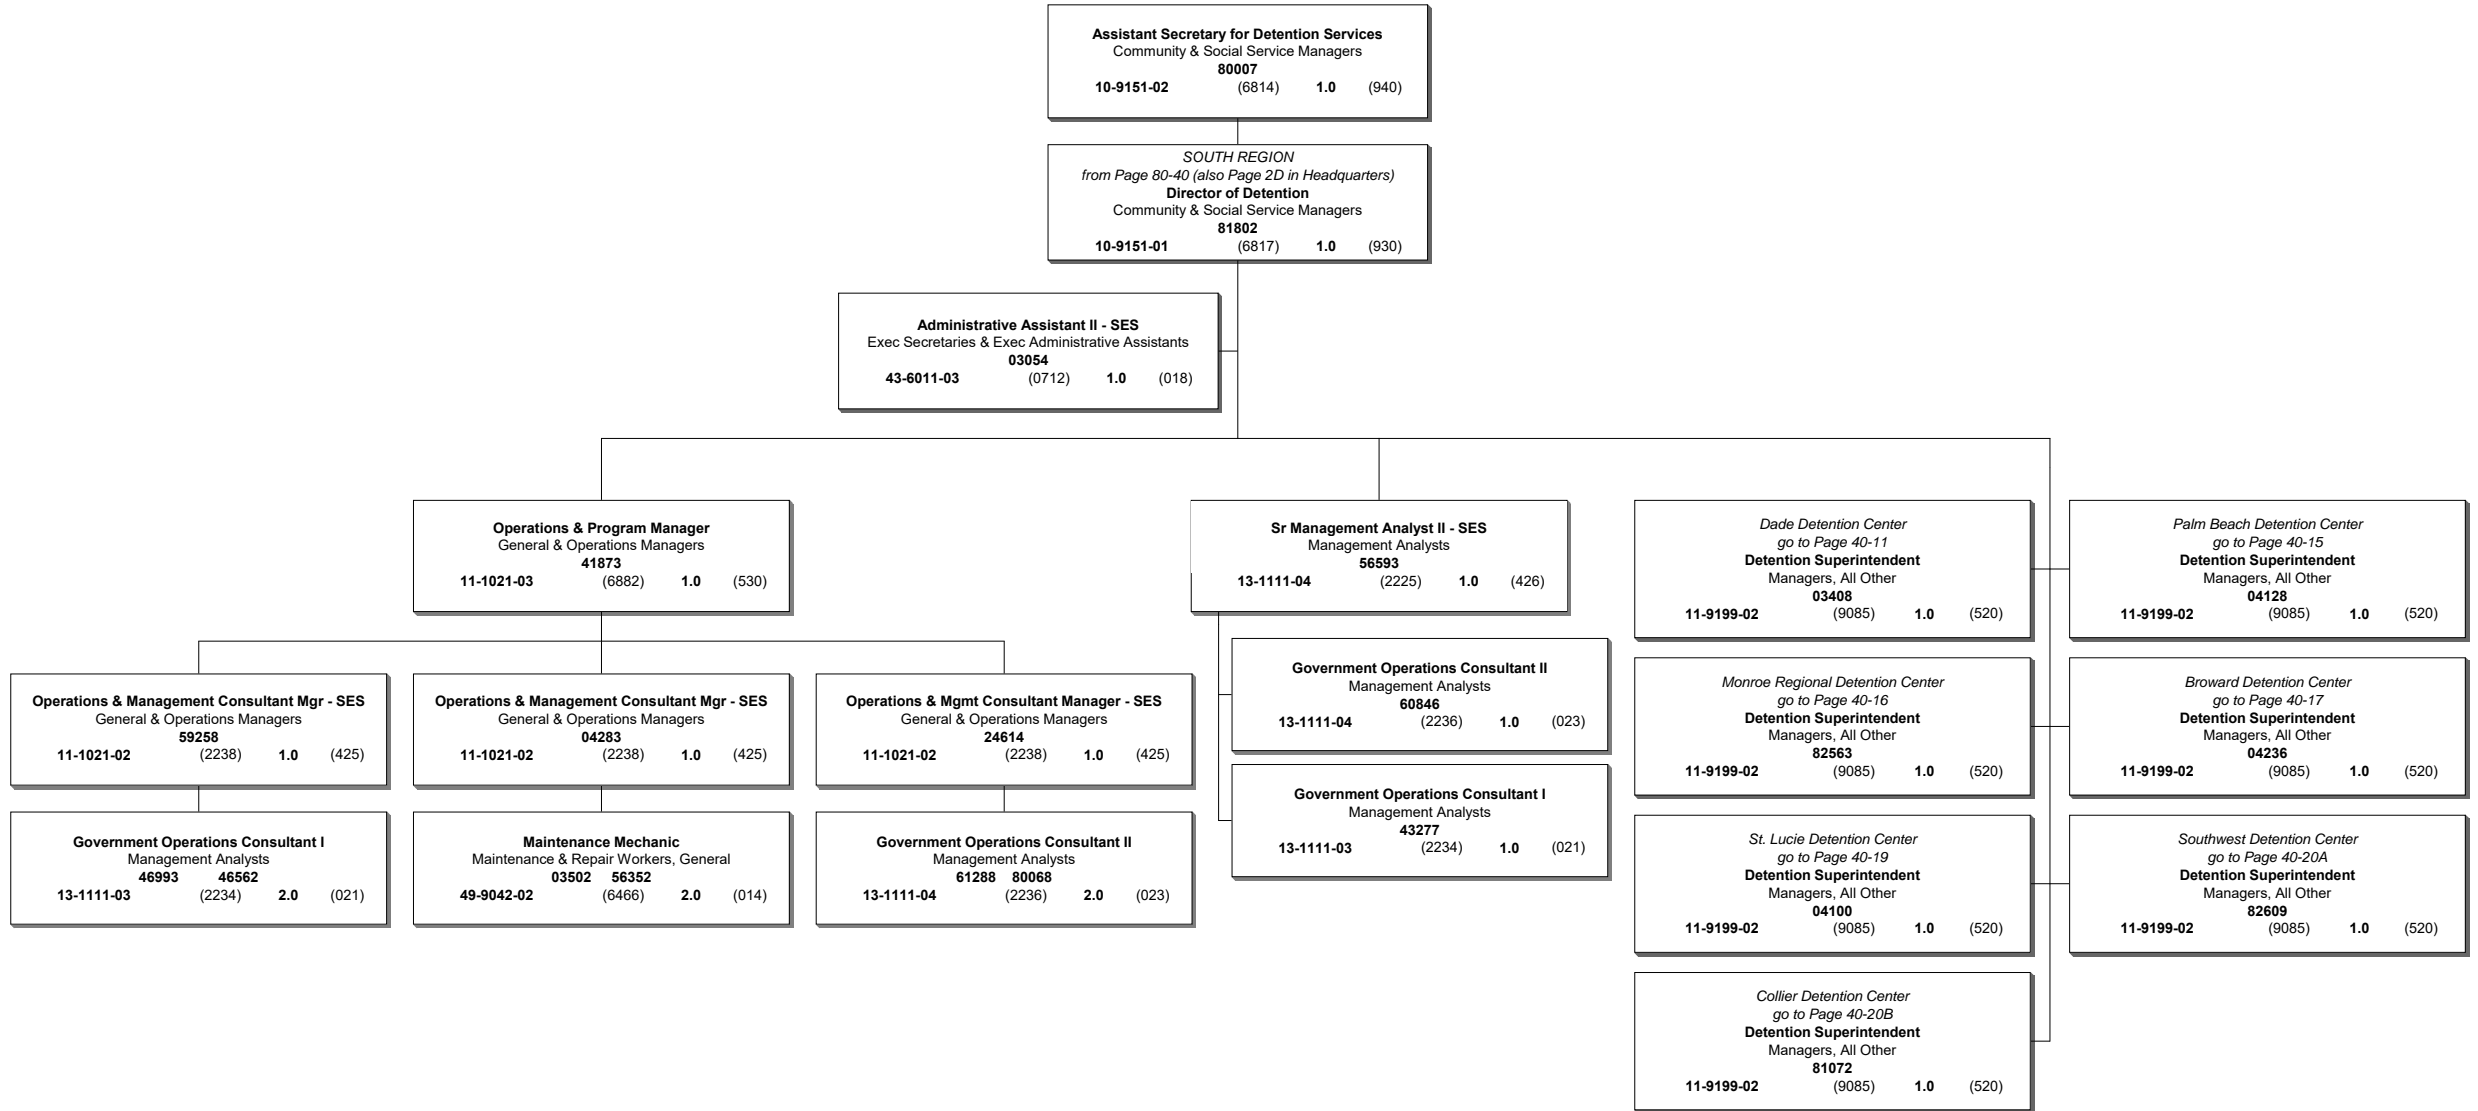 Assistant Secretary for Detention Services
Community & Social Service Managers
80007
10-9151-02 (6814) 1.0 (940)
SOUTH REGION
from Page 80-40 (also Page 2D in Headquarters)
Director of Detention
Community & Social Service Managers
81802
10-9151-01 (6817) 1.0 (930)
Administrative Assistant II - SES
Exec Secretaries & Exec Administrative Assistants
03054
43-6011-03 (0712) 1.0 (018)
Operations & Program Manager
General & Operations Managers
41873
11-1021-03 (6882) 1.0 (530)
Operations & Management Consultant Mgr - SES
General & Operations Managers
59258
11-1021-02 (2238) 1.0 (425)
Government Operations Consultant I
Management Analysts
46993 46562
13-1111-03 (2234) 2.0 (021)
Operations & Management Consultant Mgr - SES
General & Operations Managers
04283
11-1021-02 (2238) 1.0 (425)
Maintenance Mechanic
Maintenance & Repair Workers, General
03502 56352
49-9042-02 (6466) 2.0 (014)
Operations & Mgmt Consultant Manager - SES
General & Operations Managers
24614
11-1021-02 (2238) 1.0 (425)
Government Operations Consultant II
Management Analysts
61288 80068
13-1111-04 (2236) 2.0 (023)
Sr Management Analyst II - SES
Management Analysts
56593
13-1111-04 (2225) 1.0 (426)
Government Operations Consultant II
Management Analysts
60846
13-1111-04 (2236) 1.0 (023)
Government Operations Consultant I
Management Analysts
43277
13-1111-03 (2234) 1.0 (021)
Dade Detention Center
go to Page 40-11
Detention Superintendent
Managers, All Other
03408
11-9199-02 (9085) 1.0 (520)
Palm Beach Detention Center
go to Page 40-15
Detention Superintendent
Managers, All Other
04128
11-9199-02 (9085) 1.0 (520)
Monroe Regional Detention Center
go to Page 40-16
Detention Superintendent
Managers, All Other
82563
11-9199-02 (9085) 1.0 (520)
Broward Detention Center
go to Page 40-17
Detention Superintendent
Managers, All Other
04236
11-9199-02 (9085) 1.0 (520)
St. Lucie Detention Center
go to Page 40-19
Detention Superintendent
Managers, All Other
04100
11-9199-02 (9085) 1.0 (520)
Southwest Detention Center
go to Page 40-20A
Detention Superintendent
Managers, All Other
82609
11-9199-02 (9085) 1.0 (520)
Collier Detention Center
go to Page 40-20B
Detention Superintendent
Managers, All Other
81072
11-9199-02 (9085) 1.0 (520)